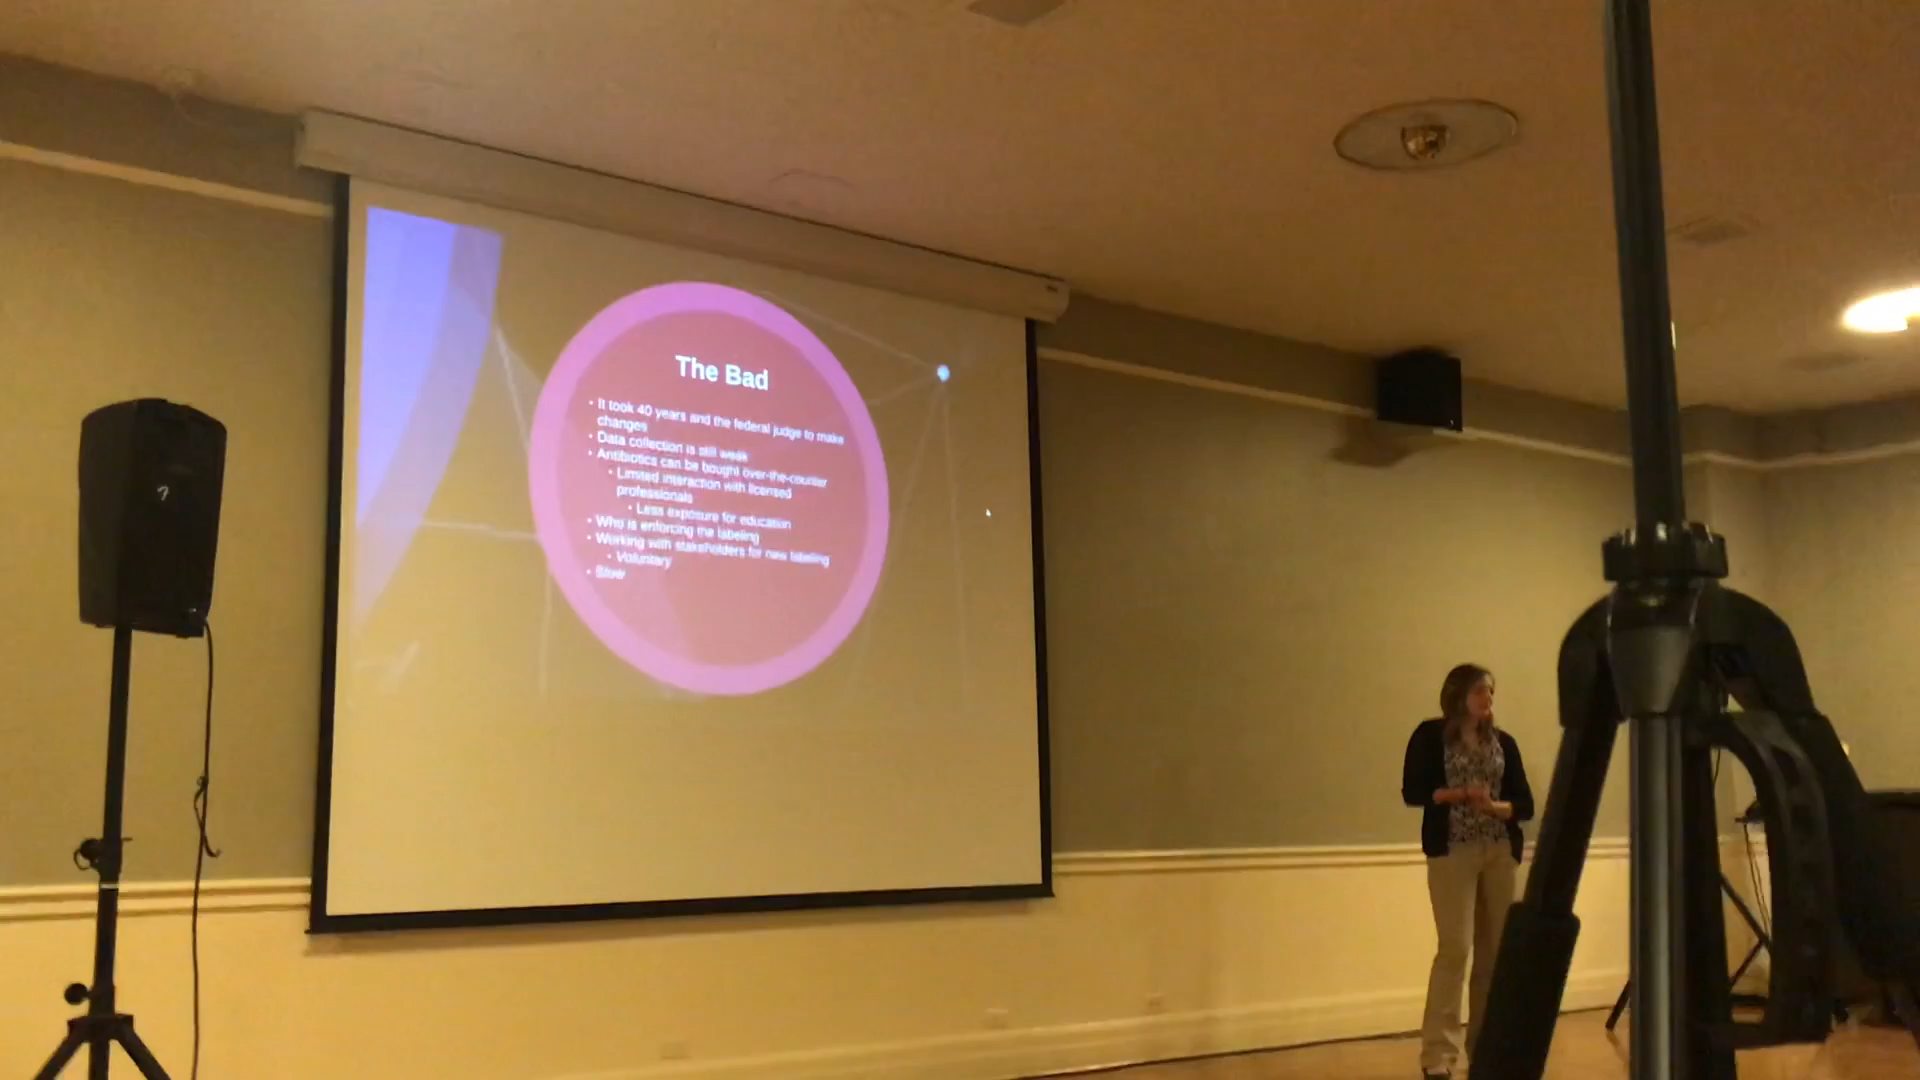 The Bad
• It took 40 years and the federal judge to make
changes
• Data collection is still weak
• Antibiotics can be bought over-the-counter
• Limited interaction with licensed
professionals
• Less exposure for education
• Who is enforcing the labeling
• Working with stakeholders for new labeling
• Voluntary
• Slow
7